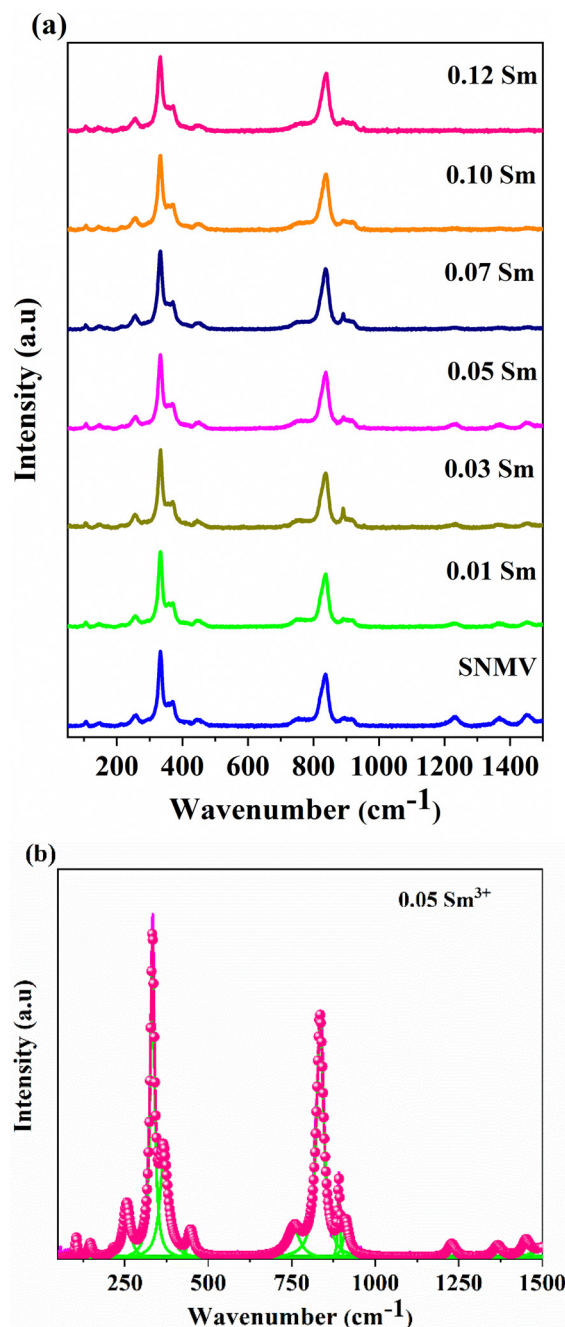 (a)
0.12 Sm
0.10 Sm
0.07 Sm
0.05 Sm
0.03 Sm
0.01 Sm
SNMV
Intensity (a.u)
200 400 600 800 1000 1200 1400
Wavenumber (cm-1)
(b)
0.05 Sm3+
Intensity (a.u)
250 500 750 1000 1250 1500
Wavenumber (cm-1)